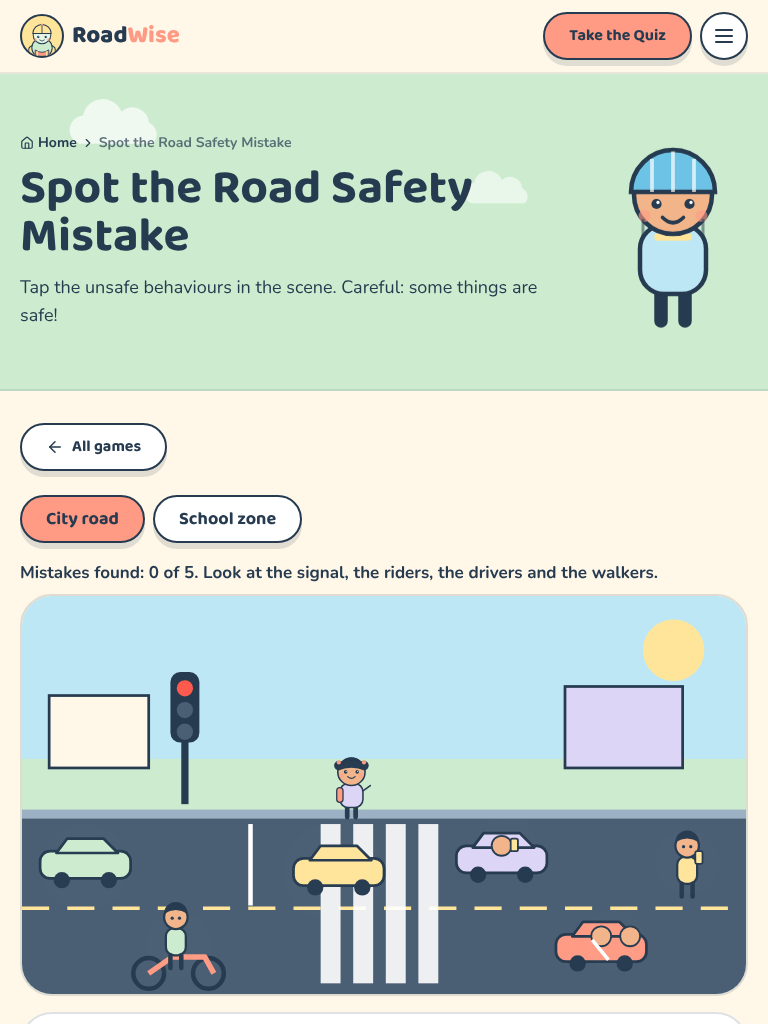 RoadWise
Take the Quiz
Home > Spot the Road Safety Mistake
Spot the Road Safety
Mistake
Tap the unsafe behaviours in the scene. Careful: some things are
safe!
All games
City road
School zone
Mistakes found: 0 of 5. Look at the signal, the riders, the drivers and the walkers.